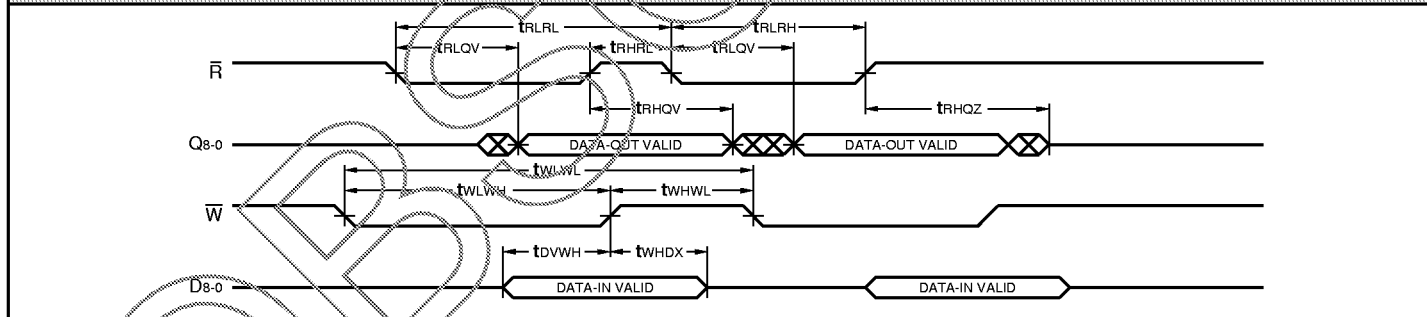 tRLRL tRLRH
tRLQV tRHRL tRLQV
R
tRHQV tRHQZ
Q8-0 DATA-OUT VALID DATA-OUT VALID
tWLWL
tWLWH tWHWL
W
tDVWH tWHDX
D8-0 DATA-IN VALID DATA-IN VALID